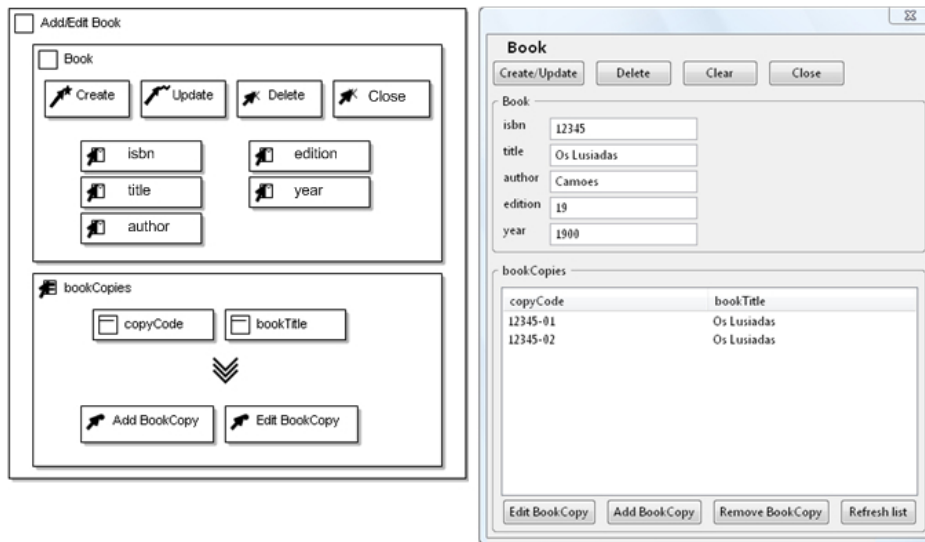 Add/Edit Book
Book
Create Update Delete Close
isbn edition
title year
author
bookCopies
copyCode bookTitle
Add BookCopy Edit BookCopy
Book
Create/Update Delete Clear Close
Book
isbn 12345
title Os Lusiadas
author Camoes
edition 19
year 1900
bookCopies
copyCode bookTitle
12345-01 Os Lusiadas
12345-02 Os Lusiadas
Edit BookCopy Add BookCopy Remove BookCopy Refresh list